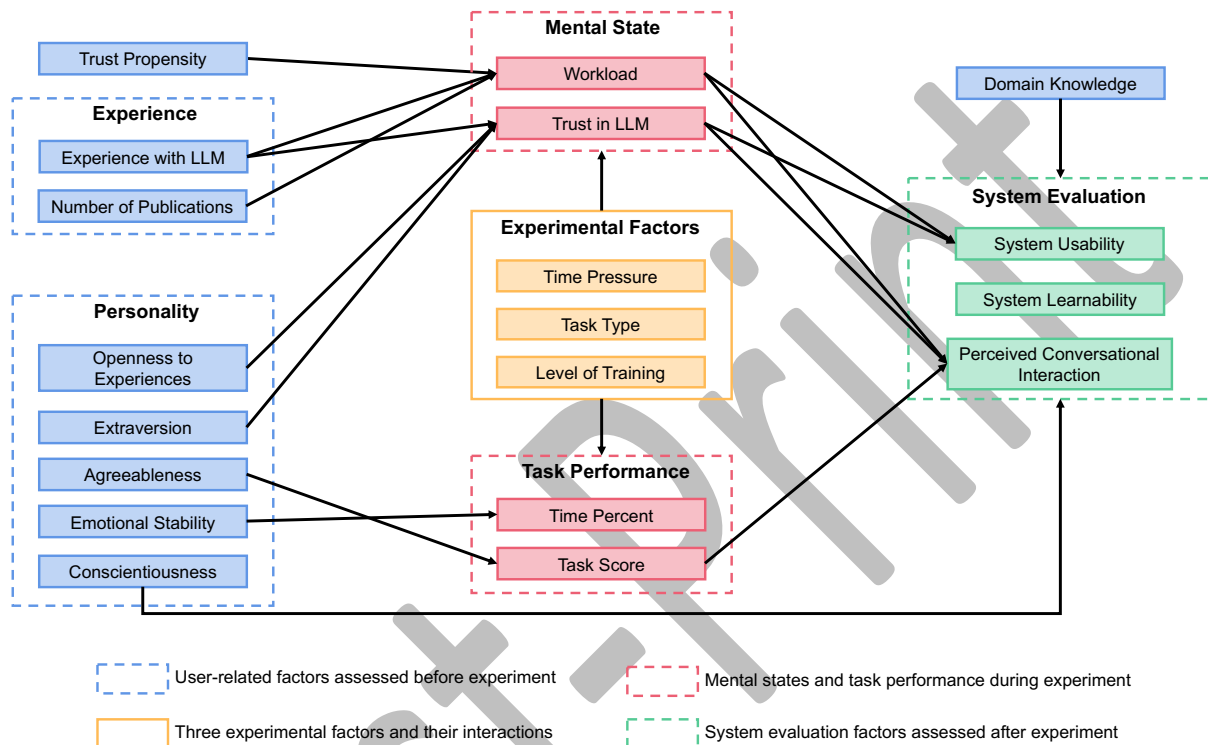 Mental State
Trust Propensity
Workload
Domain Knowledge
Experience
Trust in LLM
Experience with LLM
Number of Publications
System Evaluation
Experimental Factors
System Usability
Time Pressure
System Learnability
Personality
Task Type
Openness to
Experiences
Level of Training
Perceived Conversational
Interaction
Extraversion
Agreeableness
Task Performance
Emotional Stability
Time Percent
Conscientiousness
Task Score
User-related factors assessed before experiment
Mental states and task performance during experiment
Three experimental factors and their interactions
System evaluation factors assessed after experiment
t-Print